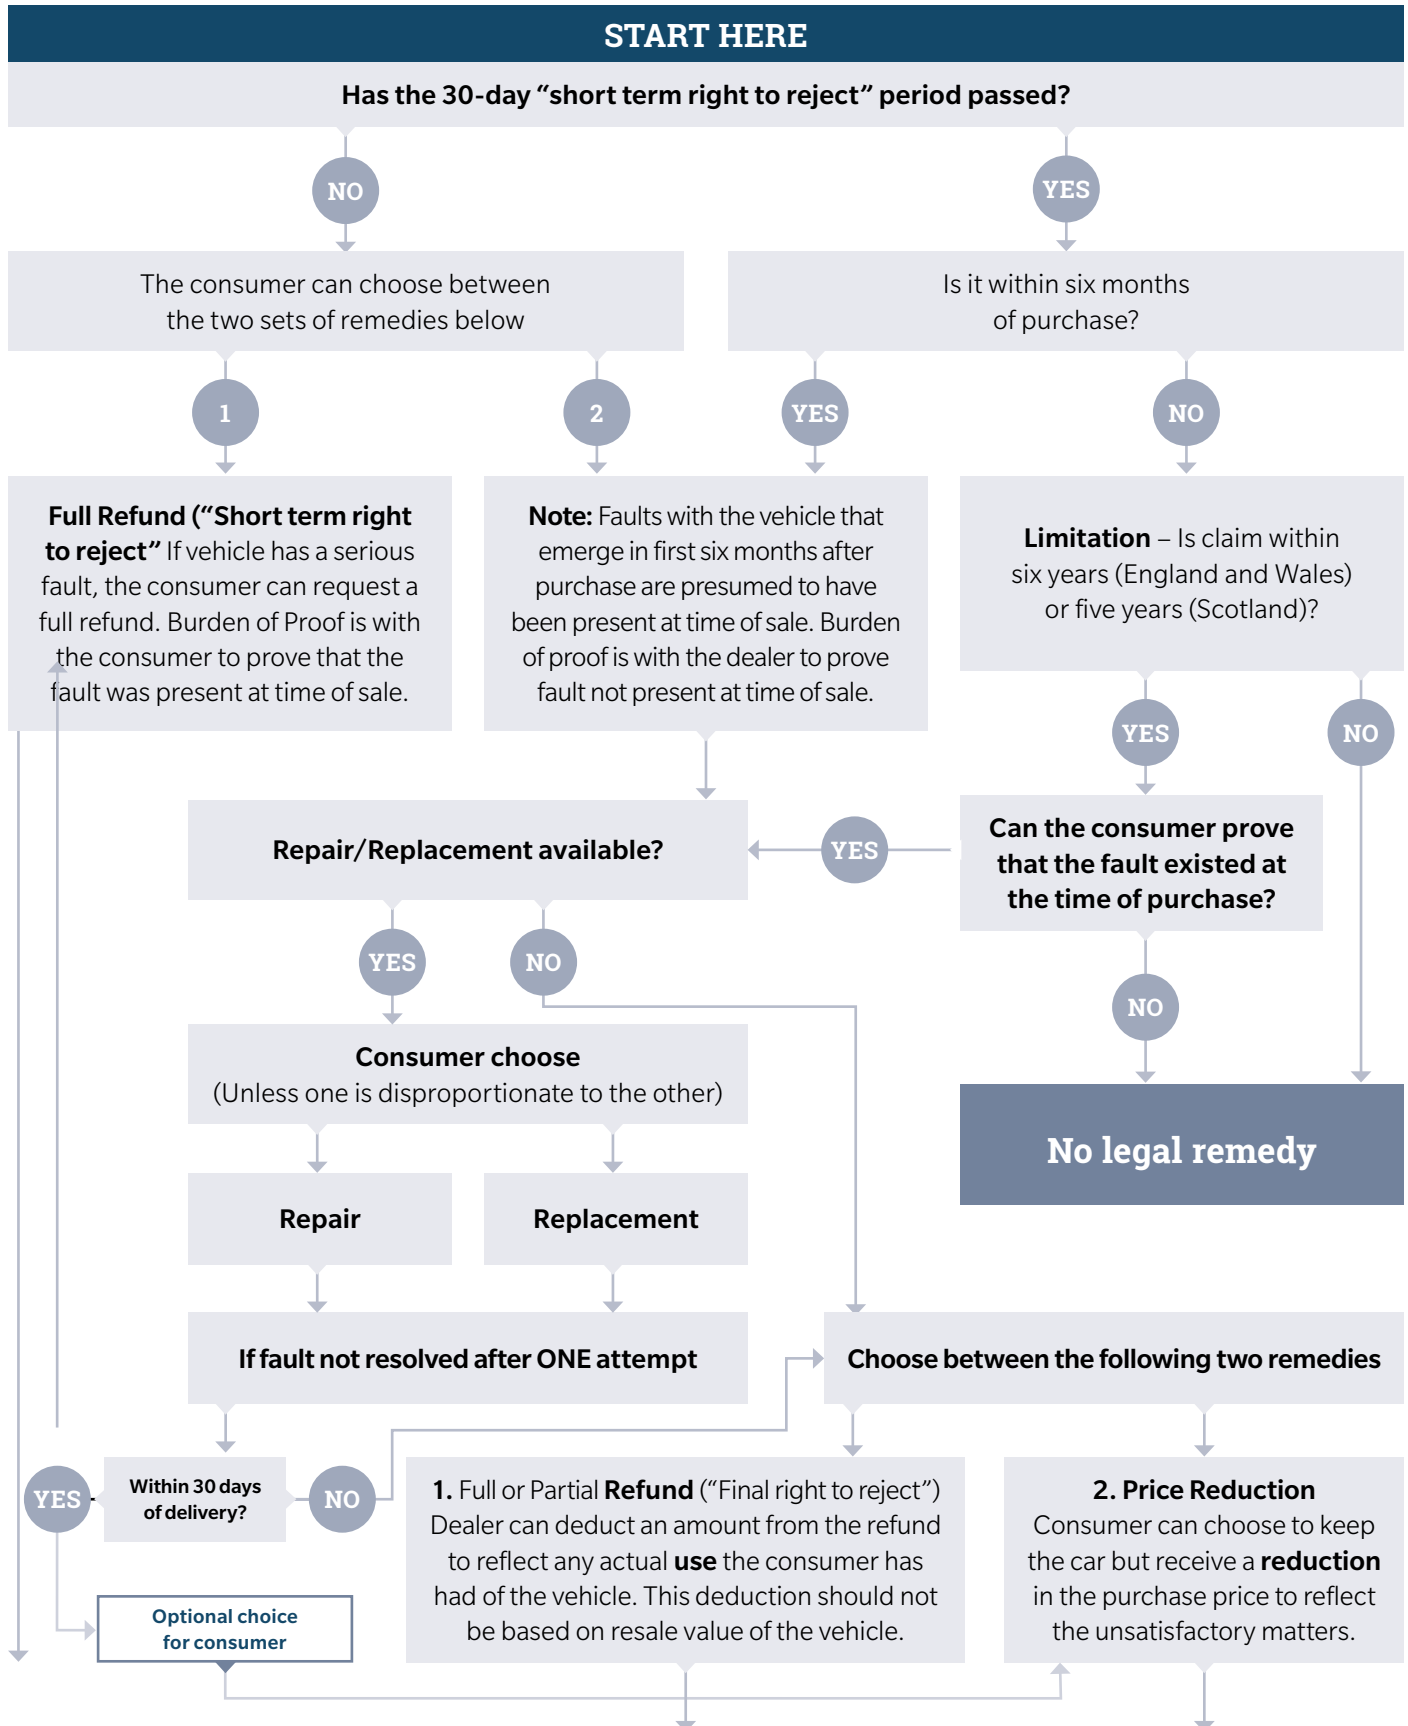 START HERE
Has the 30-day “short term right to reject” period passed?
NO
YES
The consumer can choose between
the two sets of remedies below
Is it within six months
of purchase?
1
2
YES
NO
Full Refund (“Short term right
to reject” If vehicle has a serious
fault, the consumer can request a
full refund. Burden of Proof is with
the consumer to prove that the
fault was present at time of sale.
Note: Faults with the vehicle that
emerge in first six months after
purchase are presumed to have
been present at time of sale. Burden
of proof is with the dealer to prove
fault not present at time of sale.
Limitation – Is claim within
six years (England and Wales)
or five years (Scotland)?
YES
NO
Repair/Replacement available?
YES
Can the consumer prove
that the fault existed at
the time of purchase?
YES
NO
NO
Consumer choose
(Unless one is disproportionate to the other)
No legal remedy
Repair
Replacement
If fault not resolved after ONE attempt
Choose between the following two remedies
YES
Within 30 days
of delivery?
NO
1. Full or Partial Refund (“Final right to reject”)
Dealer can deduct an amount from the refund
to reflect any actual use the consumer has
had of the vehicle. This deduction should not
be based on resale value of the vehicle.
2. Price Reduction
Consumer can choose to keep
the car but receive a reduction
in the purchase price to reflect
the unsatisfactory matters.
Optional choice
for consumer